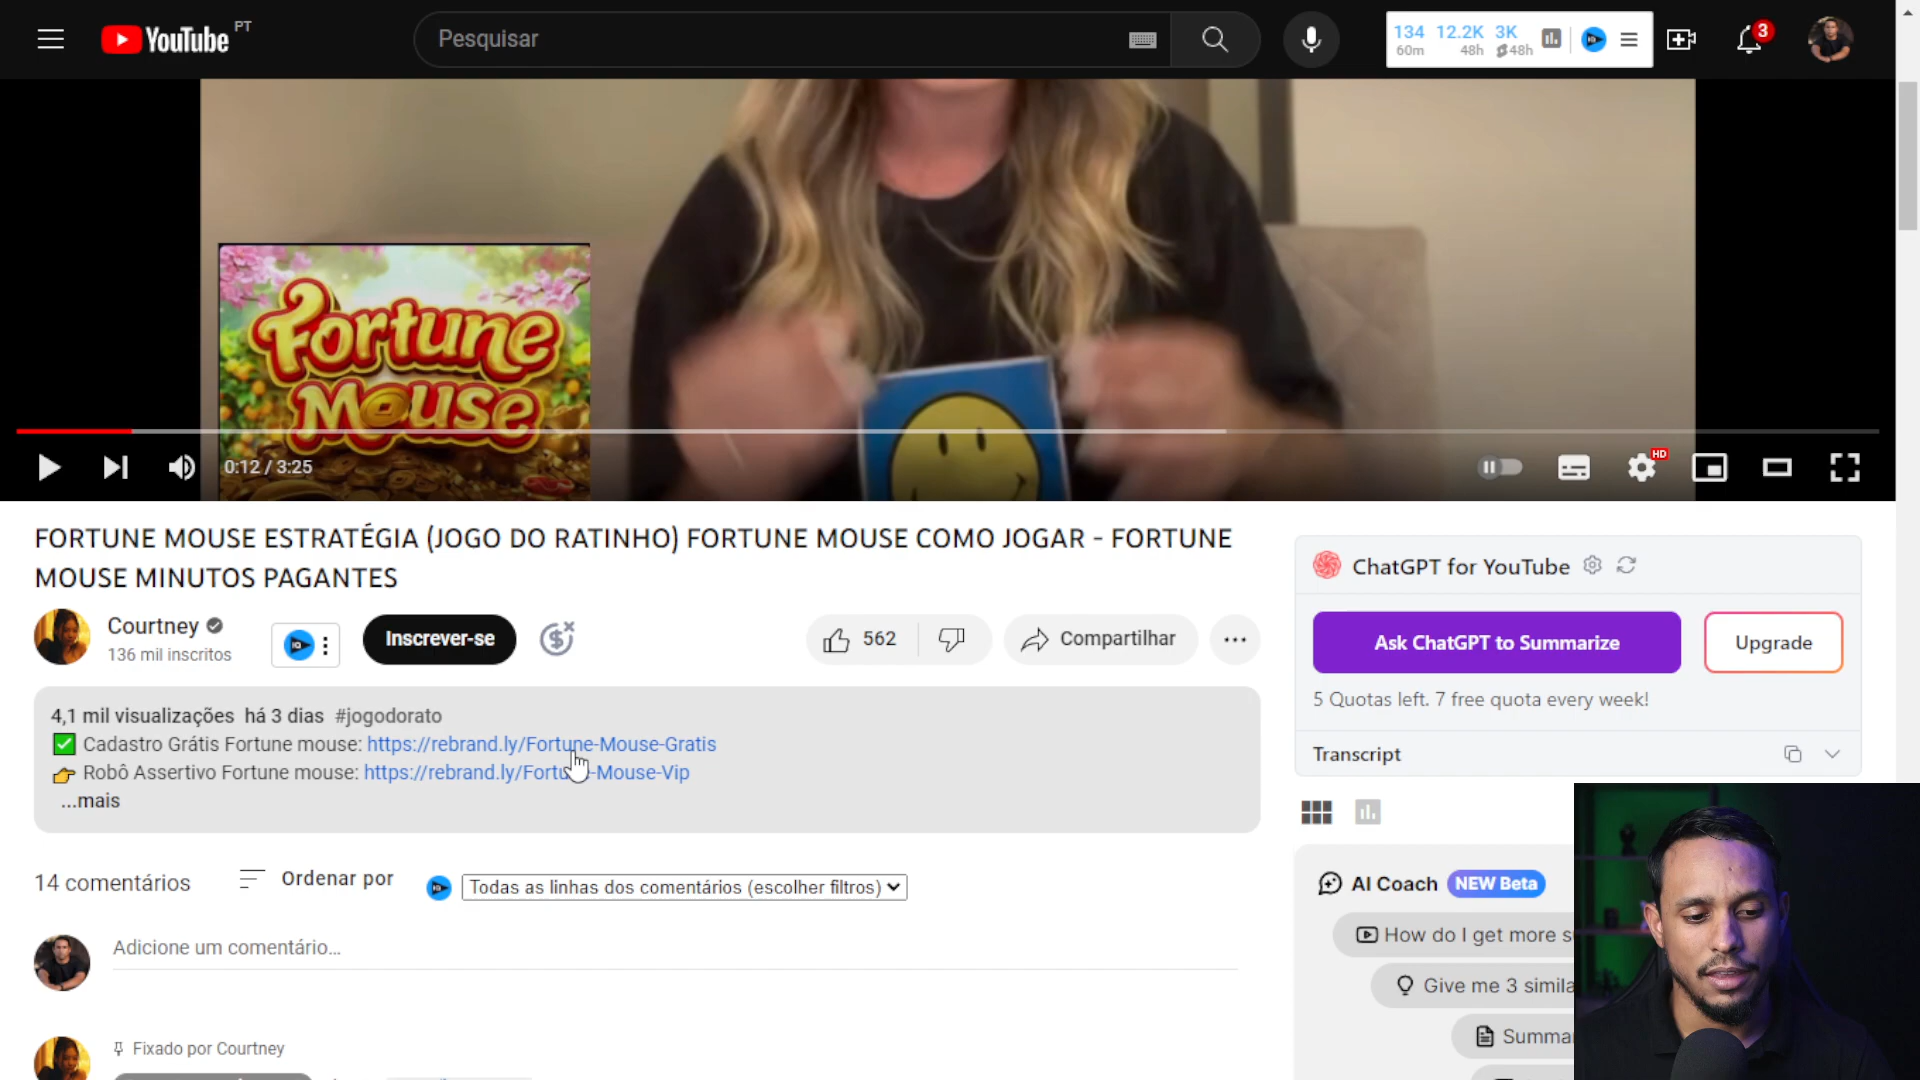 YouTube PT
Pesquisar
134 12.2K 3K
60m 48h 48h
3
Fortune
Mouse
0:12 / 3:25
HD
FORTUNE MOUSE ESTRATÉGIA (JOGO DO RATINHO) FORTUNE MOUSE COMO JOGAR - FORTUNE
MOUSE MINUTOS PAGANTES
Courtney
136 mil inscritos
Inscrever-se
562
Compartilhar
4,1 mil visualizações há 3 dias #jogodorato
Cadastro Grátis Fortune mouse: https://rebrand.ly/Fortune-Mouse-Gratis
Robô Assertivo Fortune mouse: https://rebrand.ly/Fortune-Mouse-Vip
...mais
14 comentários
Ordenar por
Todas as linhas dos comentários (escolher filtros)
Adicione um comentário...
Fixado por Courtney
ChatGPT for YouTube
Ask ChatGPT to Summarize
Upgrade
5 Quotas left. 7 free quota every week!
Transcript
AI Coach NEW Beta
How do I get more s
Give me 3 simila
Summa